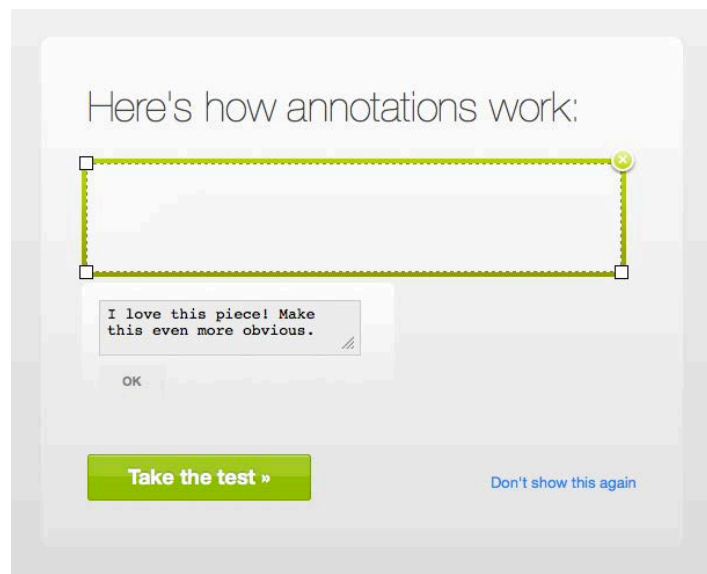 Here's how annotations work:
I love this piece! Make
this even more obvious.
OK
Take the test »
Don't show this again